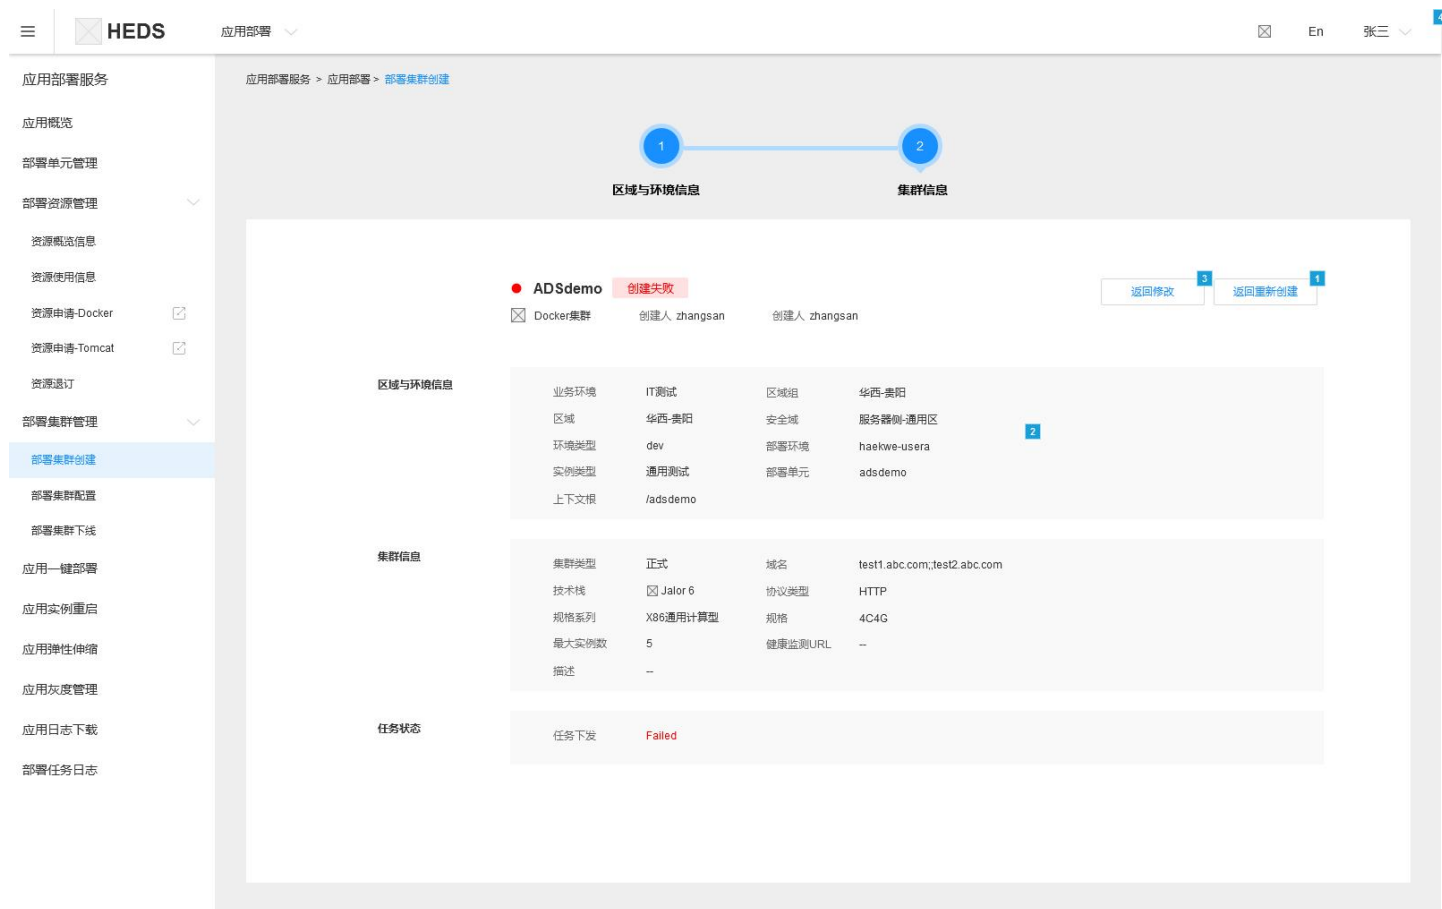 HEDS
应用部署
En
张三
4
应用部署服务
应用概览
部署单元管理
部署资源管理
资源概览信息
资源使用信息
资源申请-Docker
资源申请-Tomcat
资源退订
部署集群管理
部署集群创建
部署集群配置
部署集群下线
应用一键部署
应用实例重启
应用弹性伸缩
应用灰度管理
应用日志下载
部署任务日志
应用部署服务 > 应用部署 > 部署集群创建
1
2
区域与环境信息
集群信息
ADSdemo 创建失败
返回修改 3
返回重新创建 1
Docker集群 创建人 zhangsan 创建人 zhangsan
区域与环境信息
业务环境 IT测试 区域组 华西-贵阳
区域 华西-贵阳 安全域 服务器侧-通用区
2
环境类型 dev 部署环境 haekwe-usera
实例类型 通用测试 部署单元 adsdemo
上下文根 /adsdemo
集群信息
集群类型 正式 域名 test1.abc.com;;test2.abc.com
技术栈 Jalor 6 协议类型 HTTP
规格系列 X86通用计算型 规格 4C4G
最大实例数 5 健康监测URL --
描述 --
任务状态
任务下发 Failed